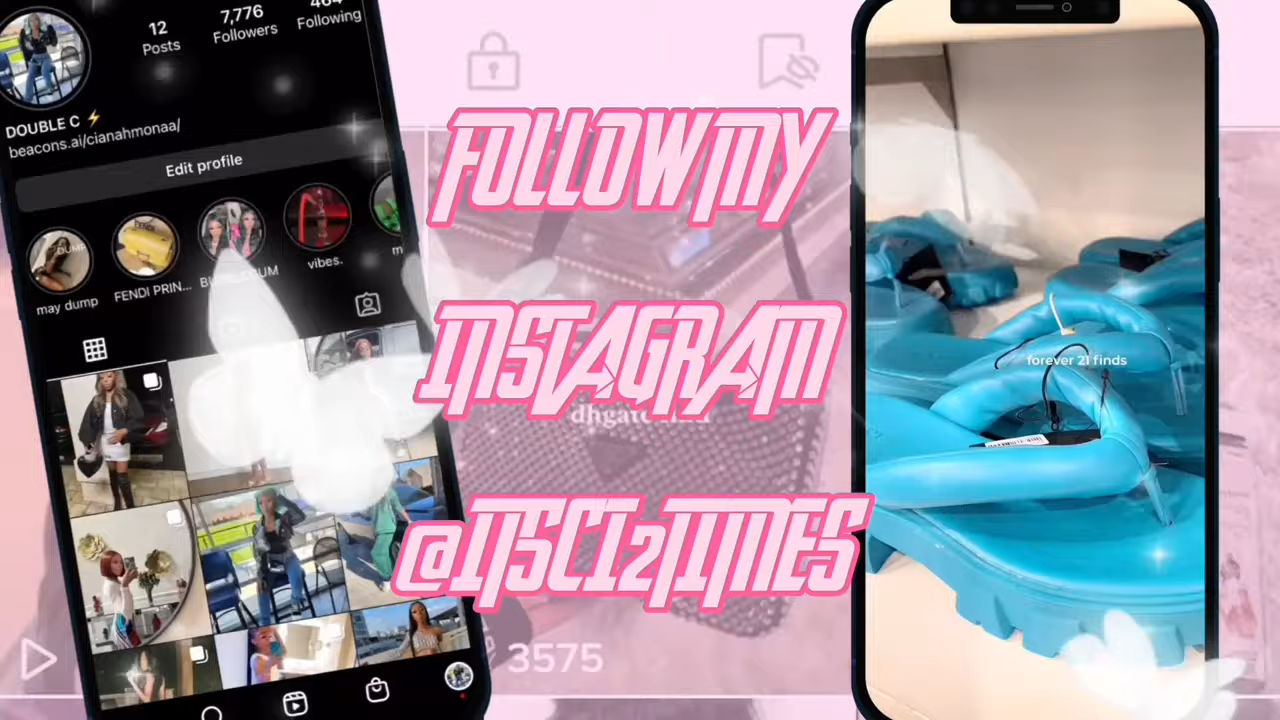 12
Posts
7,776
Followers
464
Following
DOUBLE C ⚡
beacons.ai/cianahmonaa/
Edit profile
may dump
FENDI PRIN...
vibes.
FOLLOW MY
INSTAGRAM
@ITSCI2TIMES
3575
forever 21 finds